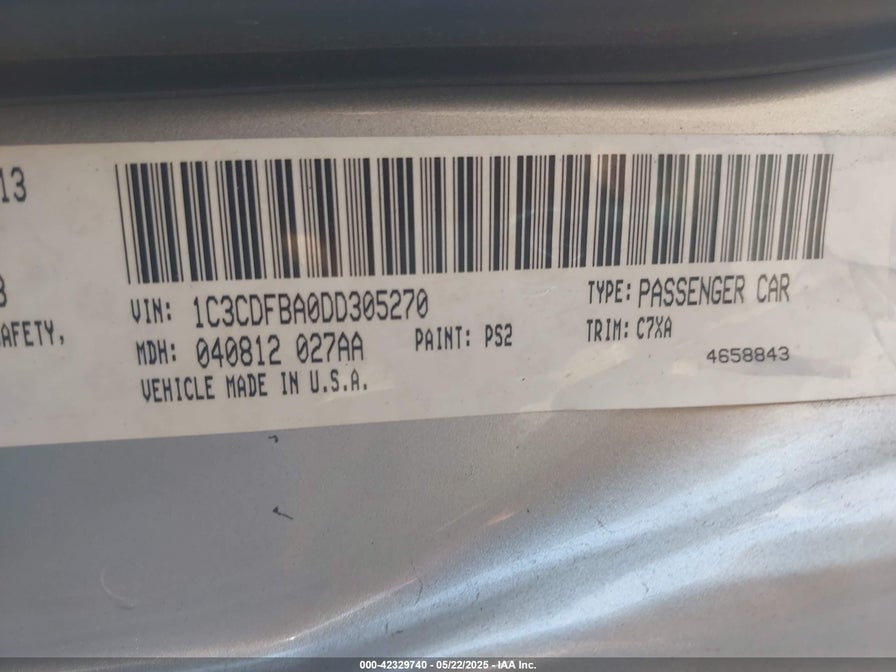 13
3
AFETY,
VIN: 1C3CDFBA0DD305270
TYPE: PASSENGER CAR
MDH: 040812 027AA
PAINT: PS2
TRIM: C7XA
4658843
VEHICLE MADE IN U.S.A.
000-42329740 - 05/22/2025 - IAA Inc.